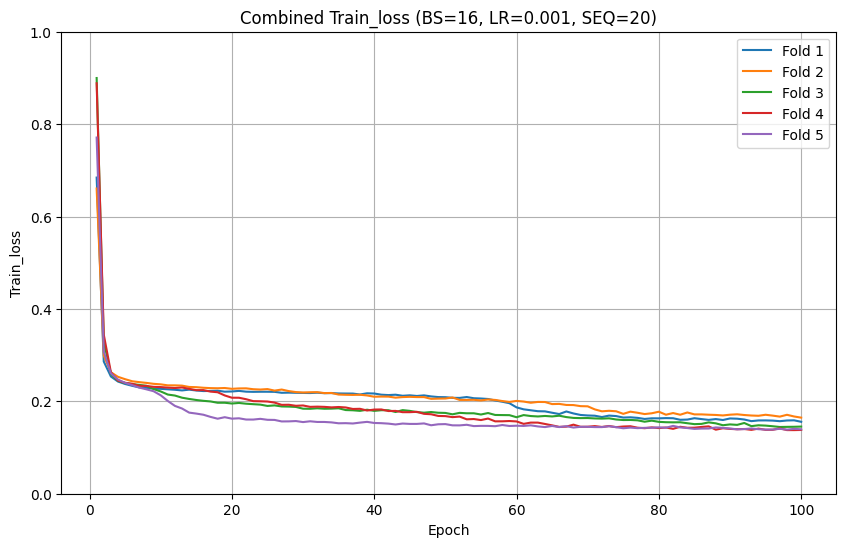 Combined Train_loss (BS=16, LR=0.001, SEQ=20)
1.0
0.8
0.6
0.4
0.2
0.0
Train_loss
Fold 1
Fold 2
Fold 3
Fold 4
Fold 5
0 20 40 60 80 100
Epoch